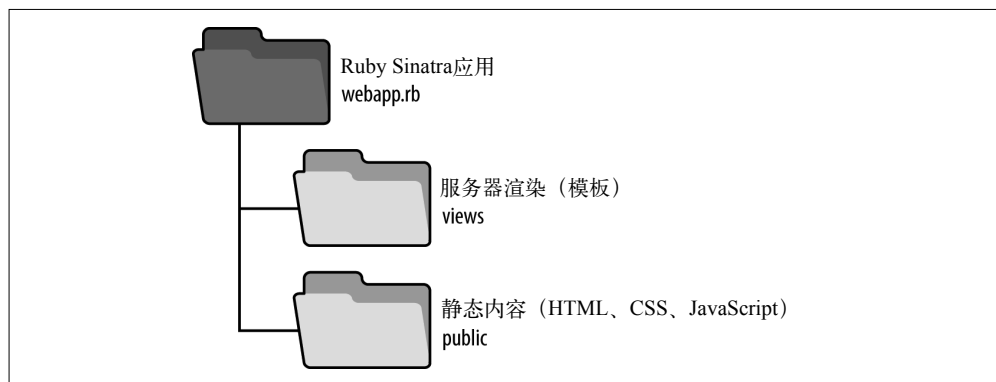 Ruby Sinatra应用
webapp.rb
服务器渲染（模板）
views
静态内容（HTML、CSS、JavaScript）
public